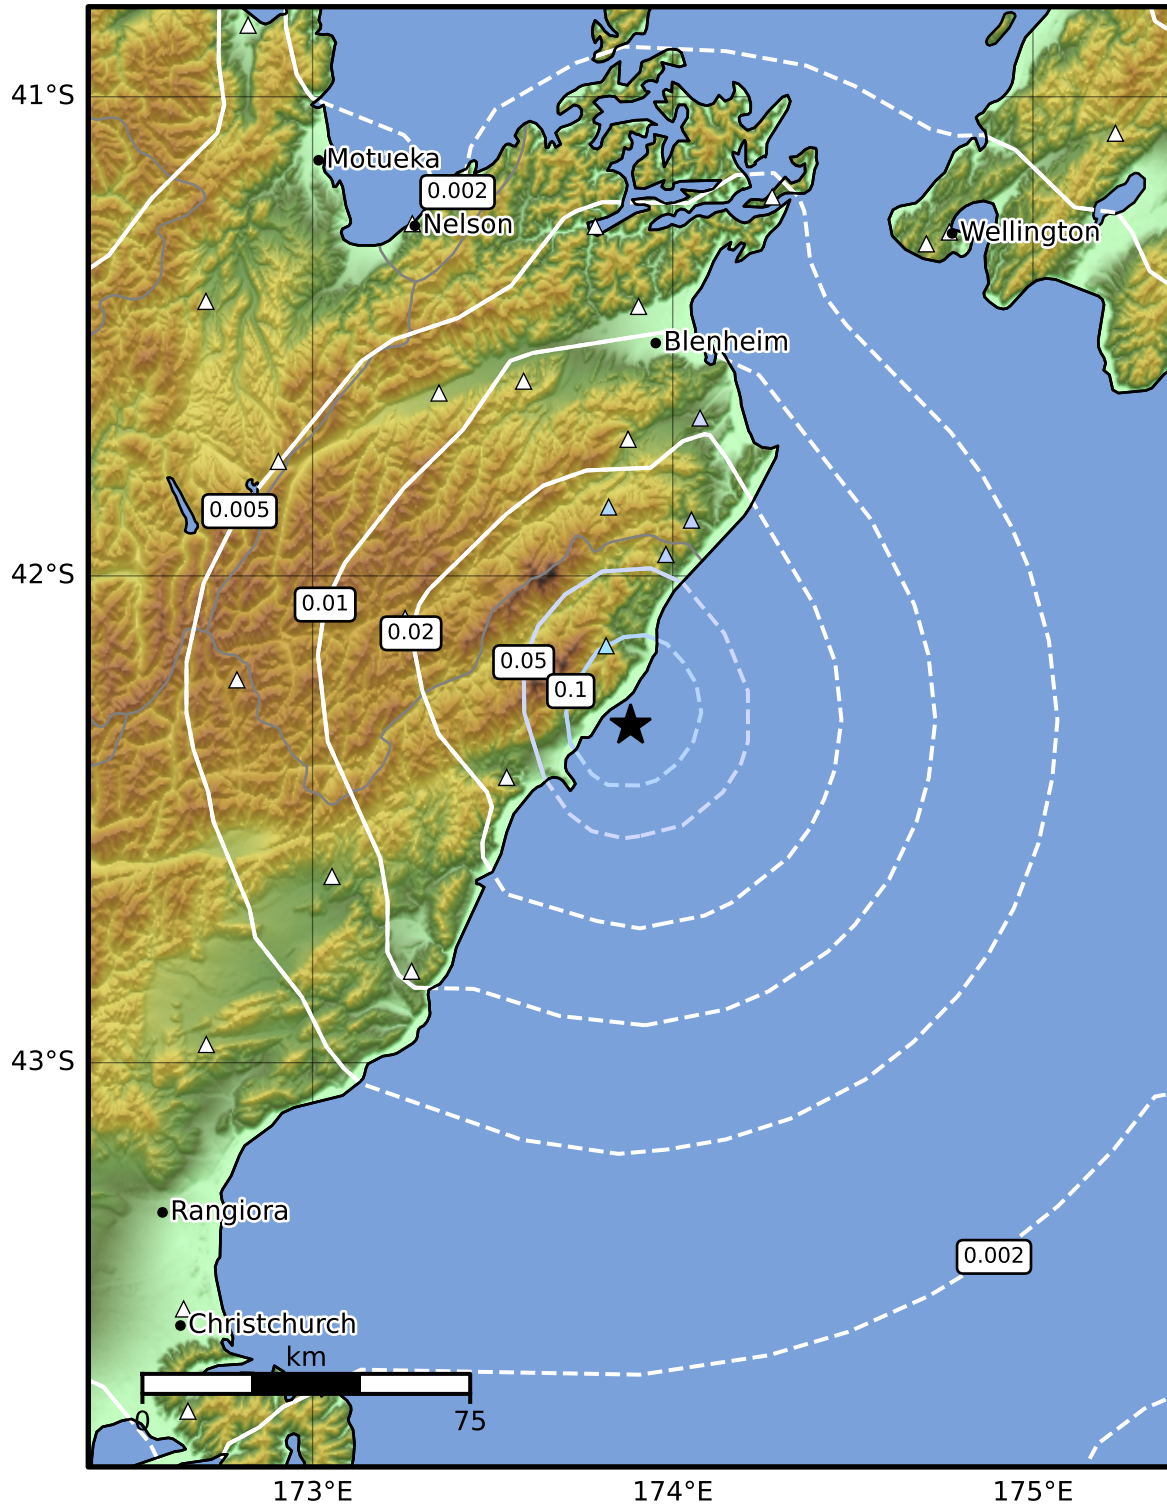 41°S
Motueka
0.002
Nelson
Wellington
Blenheim
0.005
42°S
0.01
0.02
0.05
0.1
43°S
Rangiora
0.002
Christchurch
km
0
75
173°E
174°E
175°E